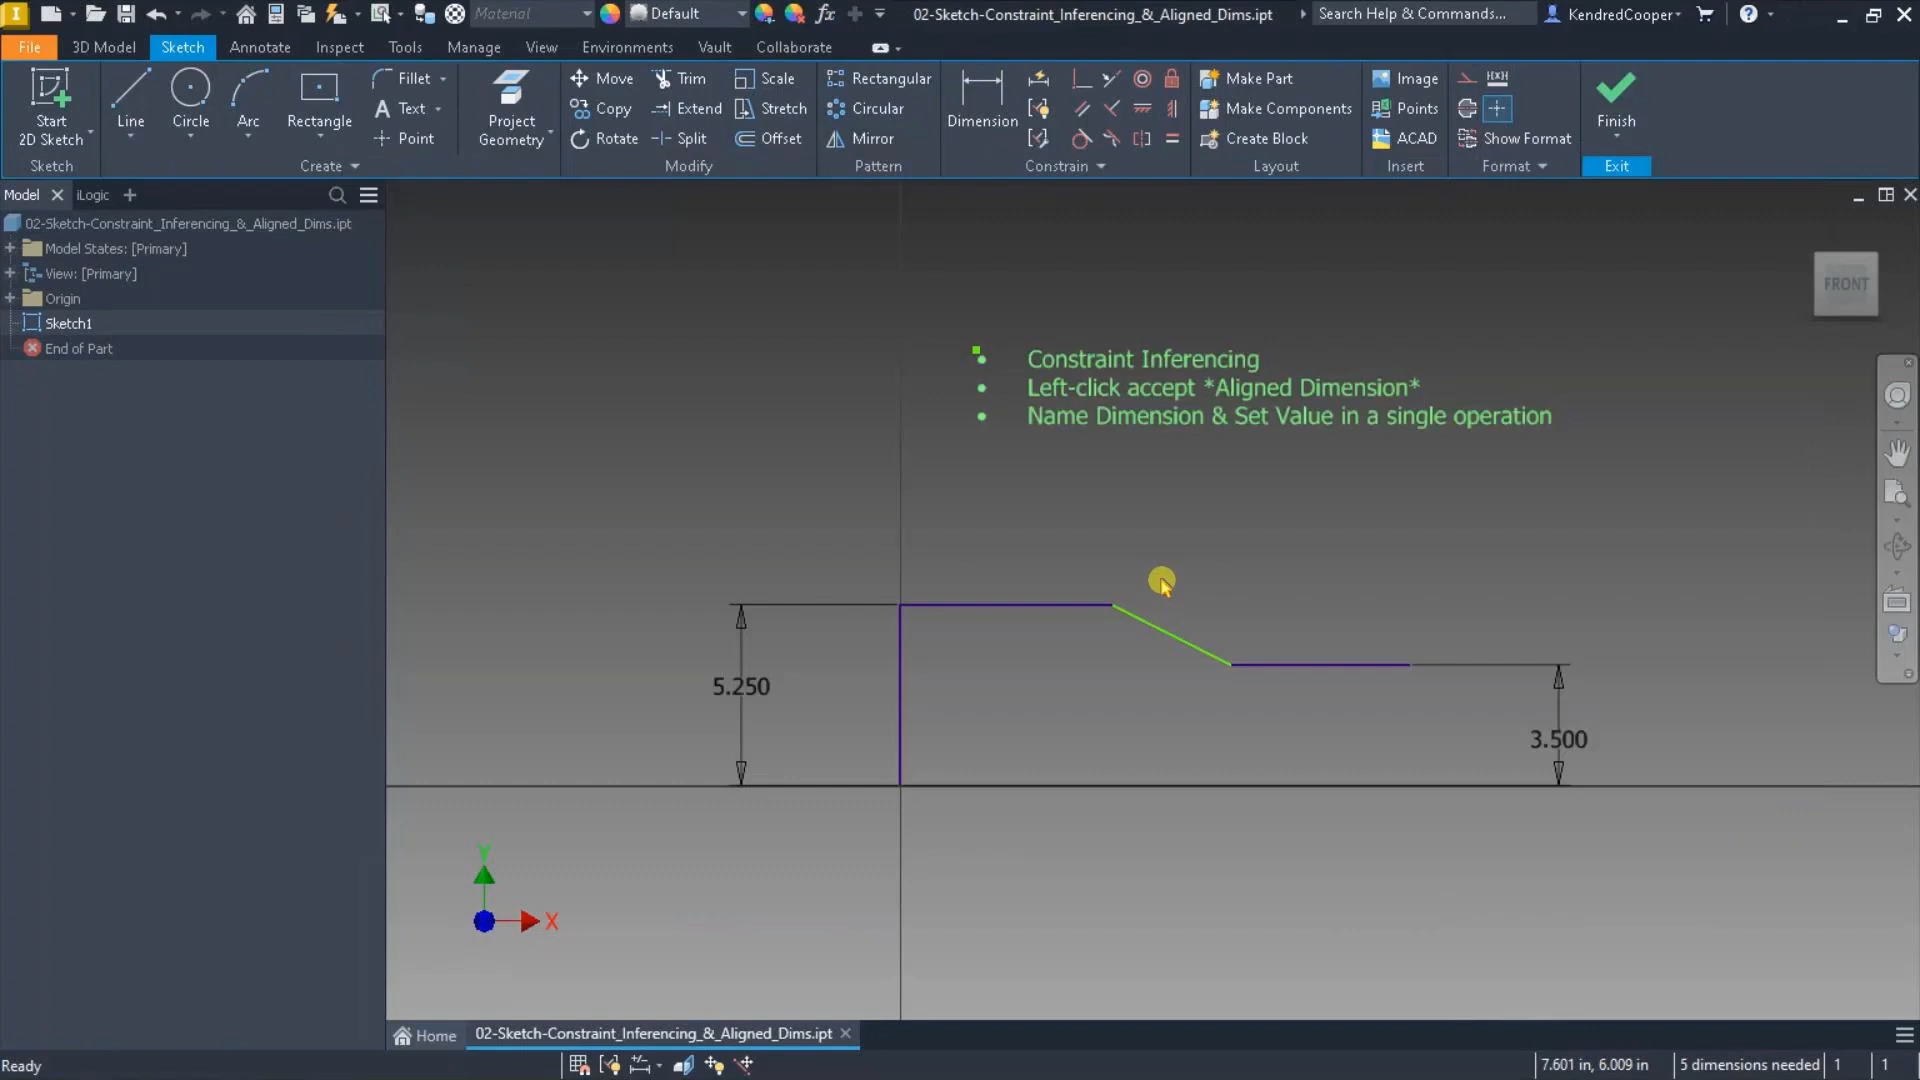 Material
Default
02-Sketch-Constraint_Inferencing_&_Aligned_Dims.ipt
Search Help & Commands...
KendredCooper
File
3D Model
Sketch
Annotate
Inspect
Tools
Manage
View
Environments
Vault
Collaborate
Start
2D Sketch
Line
Circle
Arc
Rectangle
Fillet
Text
Point
Project
Geometry
Move
Copy
Rotate
Trim
Extend
Split
Scale
Stretch
Offset
Rectangular
Circular
Mirror
Dimension
Make Part
Make Components
Create Block
Image
Points
ACAD
Show Format
Finish
Sketch
Create
Modify
Pattern
Constrain
Layout
Insert
Format
Exit
Model
iLogic
02-Sketch-Constraint_Inferencing_&_Aligned_Dims.ipt
Model States: [Primary]
View: [Primary]
Origin
Sketch1
End of Part
FRONT
Constraint Inferencing
Left-click accept *Aligned Dimension*
Name Dimension & Set Value in a single operation
5.250
3.500
Y
X
Home
02-Sketch-Constraint_Inferencing_&_Aligned_Dims.ipt
Ready
7.601 in, 6.009 in
5 dimensions needed
1
1